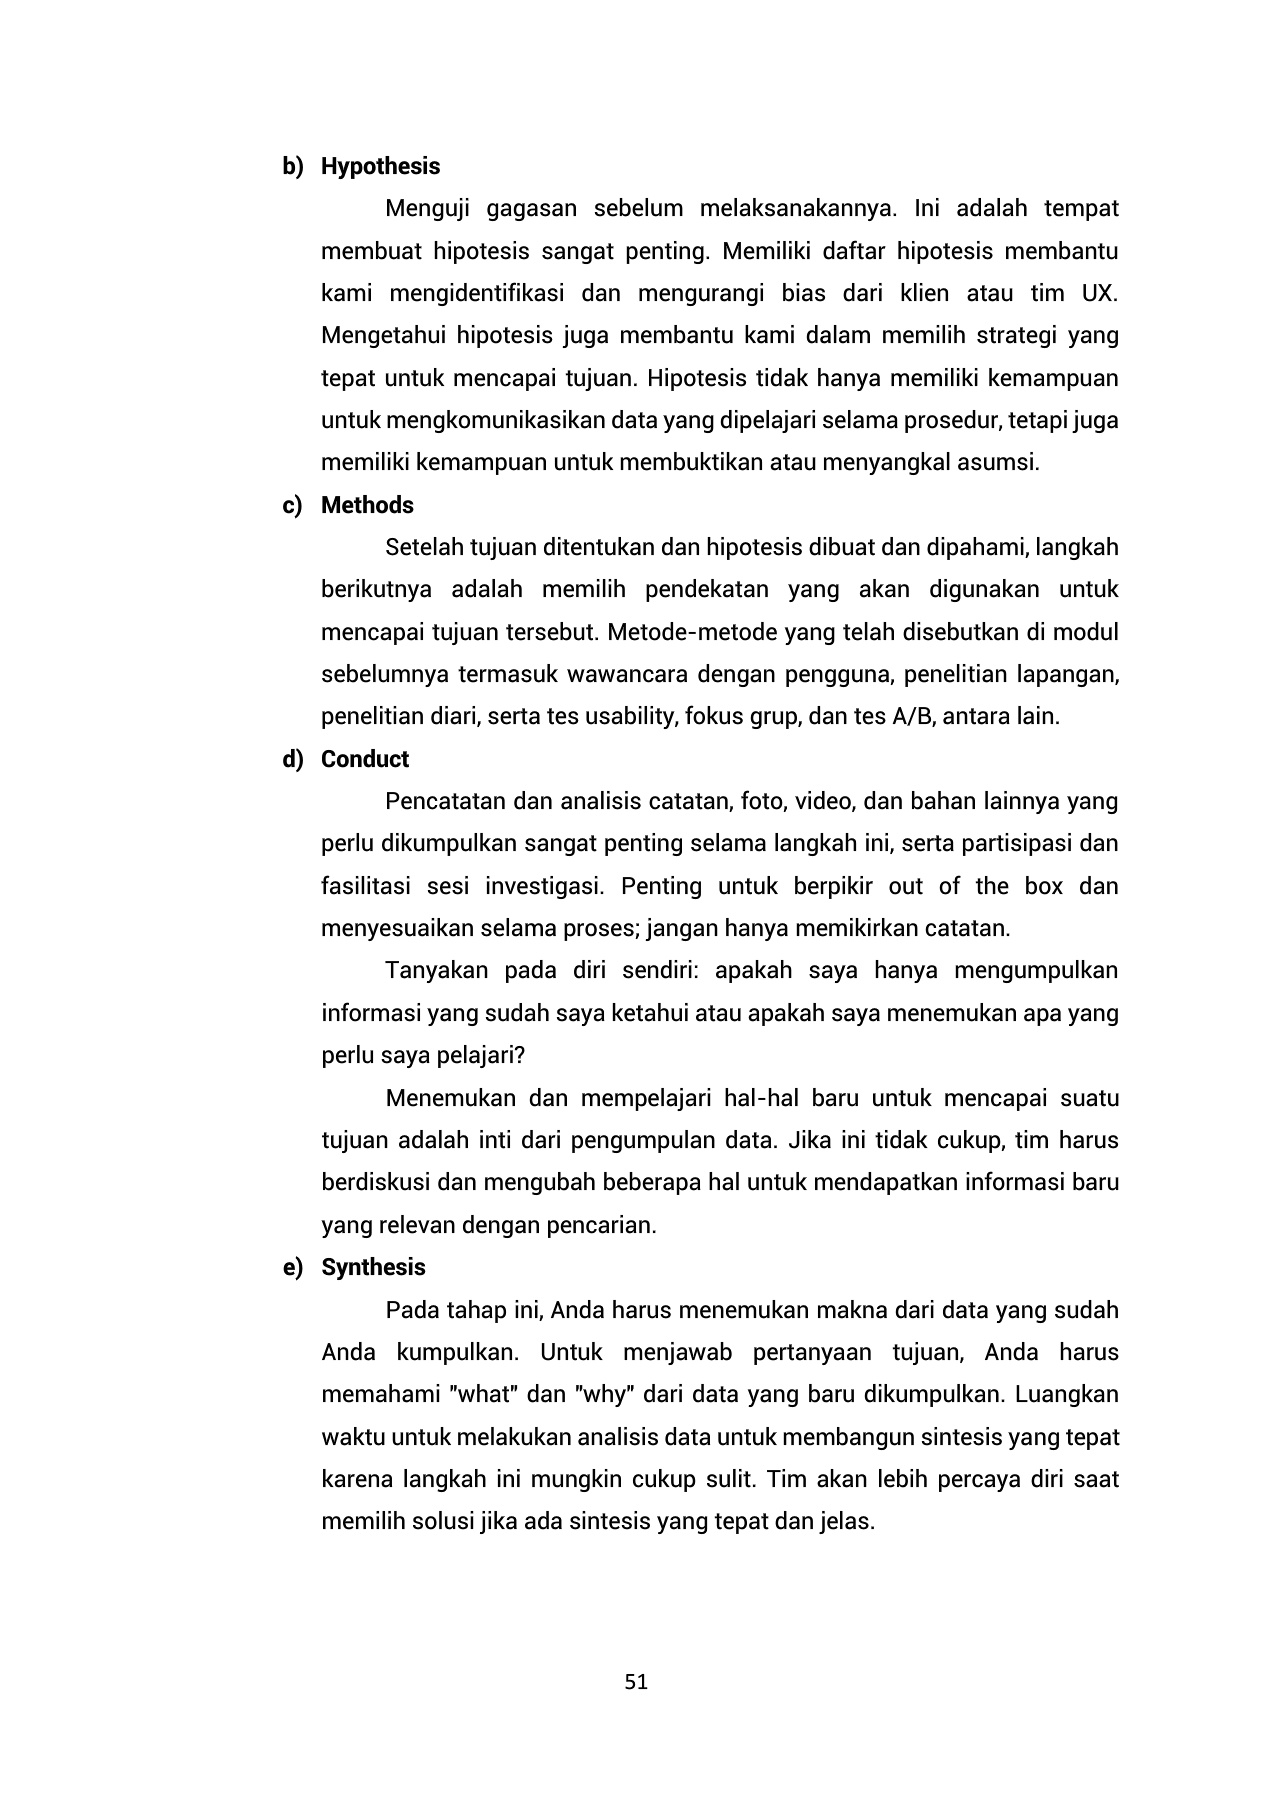 b) Hypothesis
Menguji gagasan sebelum melaksanakannya. Ini adalah tempat
membuat hipotesis sangat penting. Memiliki daftar hipotesis membantu
kami mengidentifikasi dan mengurangi bias dari klien atau tim UX.
Mengetahui hipotesis juga membantu kami dalam memilih strategi yang
tepat untuk mencapai tujuan. Hipotesis tidak hanya memiliki kemampuan
untuk mengkomunikasikan data yang dipelajari selama prosedur, tetapi juga
memiliki kemampuan untuk membuktikan atau menyangkal asumsi.
c) Methods
Setelah tujuan ditentukan dan hipotesis dibuat dan dipahami, langkah
berikutnya adalah memilih pendekatan yang akan digunakan untuk
mencapai tujuan tersebut. Metode-metode yang telah disebutkan di modul
sebelumnya termasuk wawancara dengan pengguna, penelitian lapangan,
penelitian diari, serta tes usability, fokus grup, dan tes A/B, antara lain.
d) Conduct
Pencatatan dan analisis catatan, foto, video, dan bahan lainnya yang
perlu dikumpulkan sangat penting selama langkah ini, serta partisipasi dan
fasilitasi sesi investigasi. Penting untuk berpikir out of the box dan
menyesuaikan selama proses; jangan hanya memikirkan catatan.
Tanyakan pada diri sendiri: apakah saya hanya mengumpulkan
informasi yang sudah saya ketahui atau apakah saya menemukan apa yang
perlu saya pelajari?
Menemukan dan mempelajari hal-hal baru untuk mencapai suatu
tujuan adalah inti dari pengumpulan data. Jika ini tidak cukup, tim harus
berdiskusi dan mengubah beberapa hal untuk mendapatkan informasi baru
yang relevan dengan pencarian.
e) Synthesis
Pada tahap ini, Anda harus menemukan makna dari data yang sudah
Anda kumpulkan. Untuk menjawab pertanyaan tujuan, Anda harus
memahami "what" dan "why" dari data yang baru dikumpulkan. Luangkan
waktu untuk melakukan analisis data untuk membangun sintesis yang tepat
karena langkah ini mungkin cukup sulit. Tim akan lebih percaya diri saat
memilih solusi jika ada sintesis yang tepat dan jelas.
51